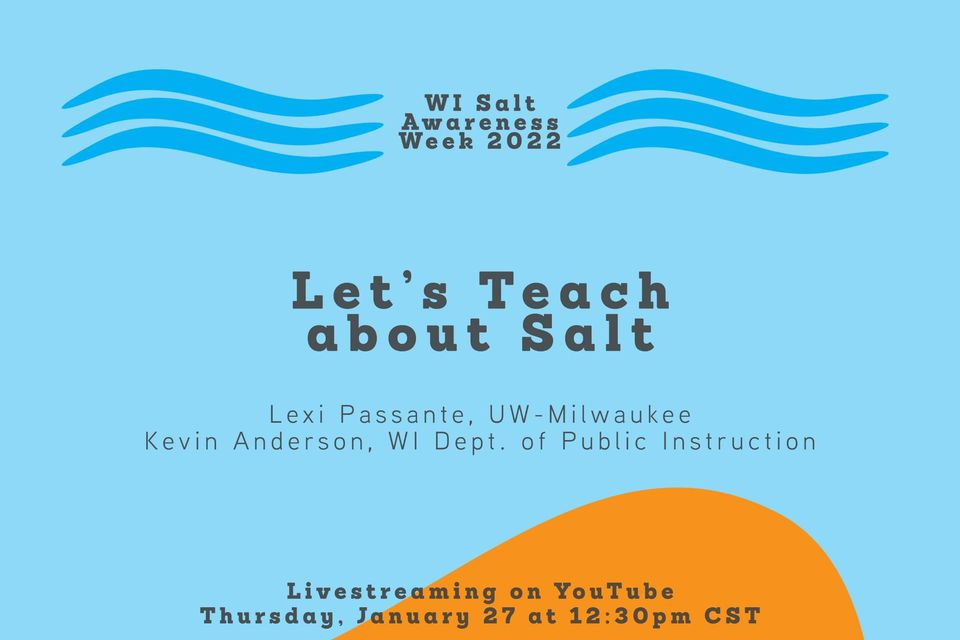 WI Salt
Awareness
Week 2022
Let's Teach
about Salt
Lexi Passante, UW-Milwaukee
Kevin Anderson, WI Dept. of Public Instruction
Livestreaming on YouTube
Thursday, January 27 at 12:30pm CST